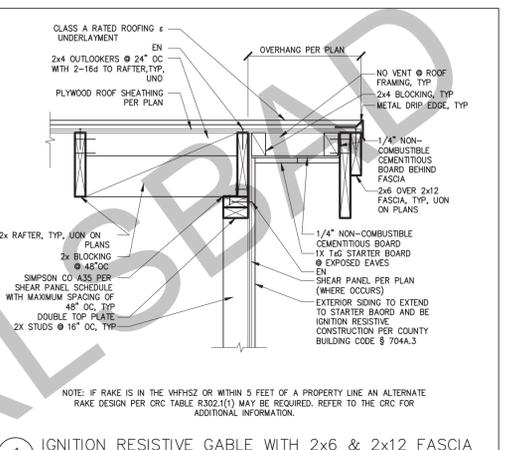 CLASS A RATED ROOFING ε
UNDERLAYMENT
EN
2x4 OUTLOOKERS @ 24" OC
WITH 2-16d TO RAFTER,TYP,
UNO
PLYWOOD ROOF SHEATHING
PER PLAN
OVERHANG PER PLAN
NO VENT @ ROOF
FRAMING, TYP
2x4 BLOCKING, TYP
METAL DRIP EDGE, TYP
1/4" NON-
COMBUSTIBLE
CEMENTITIOUS
BOARD BEHIND
FASCIA
2x6 OVER 2x12
FASCIA, TYP, UON
ON PLANS
2x RAFTER, TYP, UON ON
PLANS
2x BLOCKING
@ 48"OC
SIMPSON CO A35 PER
SHEAR PANEL SCHEDULE
WITH MAXIMUM SPACING OF
48" OC, TYP
DOUBLE TOP PLATE
2X STUDS @ 16" OC, TYP
1/4" NON-COMBUSTIBLE
CEMENTITIOUS BOARD
1X T&G STARTER BOARD
@ EXPOSED EAVES
EN
SHEAR PANEL PER PLAN
(WHERE OCCURS)
EXTERIOR SIDING TO EXTEND
TO STARTER BAORD AND BE
IGNITION RESISTIVE
CONSTRUCTION PER COUNTY
BUILDING CODE § 704A.3
NOTE: IF RAKE IS IN THE VHFHSZ OR WITHIN 5 FEET OF A PROPERTY LINE AN ALTERNATE
RAKE DESIGN PER CRC TABLE R302.1(1) MAY BE REQUIRED. REFER TO THE CRC FOR
ADDITIONAL INFORMATION.
IGNITION RESISTIVE GABLE WITH 2x6 & 2x12 FASCIA
ALSBAD